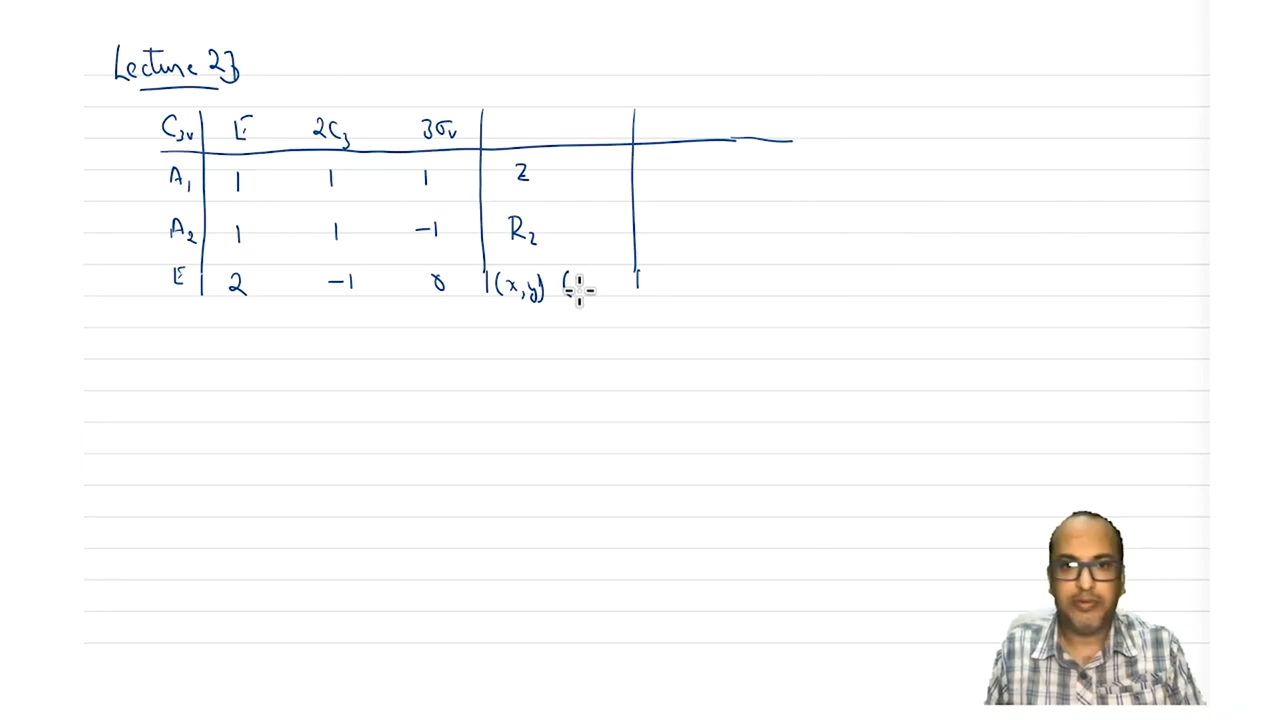 Lecture 23
C3v E 2C3 3σv
A1 1 1 1 z
A2 1 1 -1 Rz
E 2 -1 0 (x,y) (